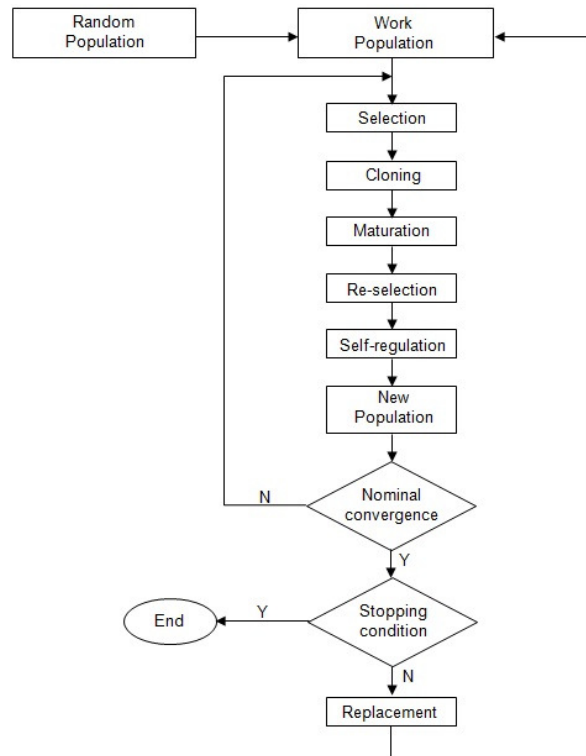 Random
Population
Work
Population
Selection
Cloning
Maturation
Re-selection
Self-regulation
New
Population
N
Nominal
convergence
Y
End
Y
Stopping
condition
N
Replacement